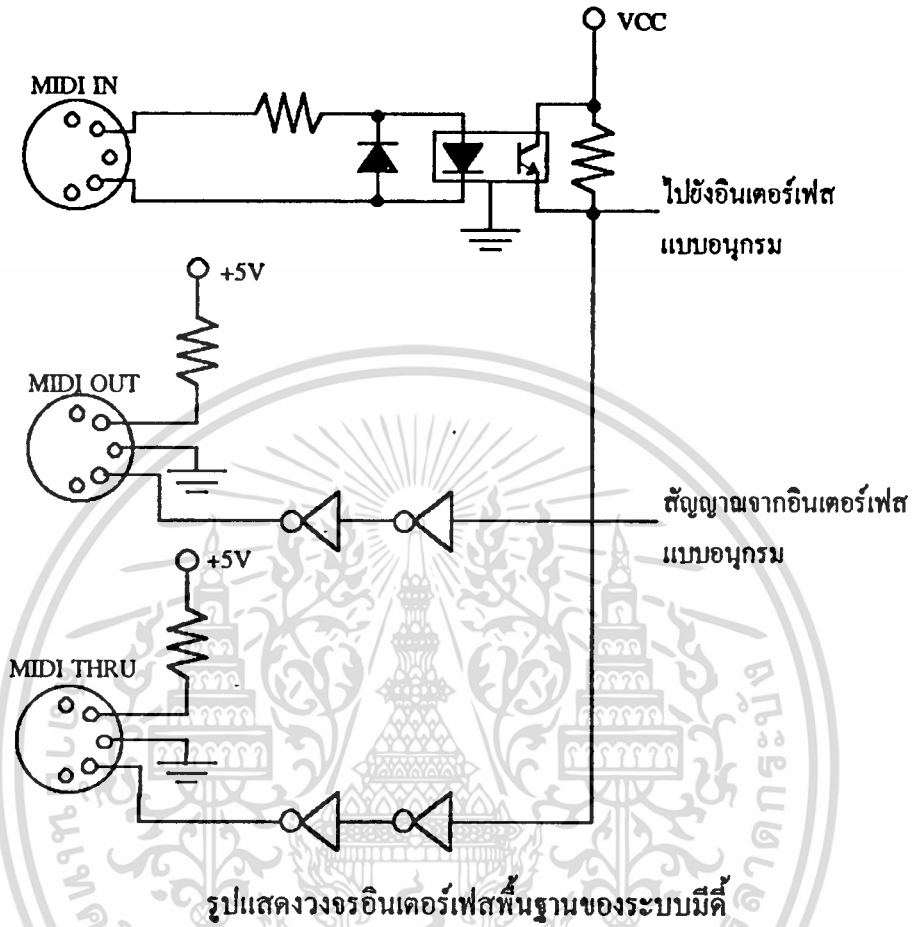 VCC
MIDI IN
ไปยังอินเตอร์เฟส
แบบอนุกรม
+5V
MIDI OUT
สัญญาณจากอินเตอร์เฟส
แบบอนุกรม
+5V
MIDI THRU
รูปแสดงวงจรอินเตอร์เฟสพื้นฐานของระบบมีดี้